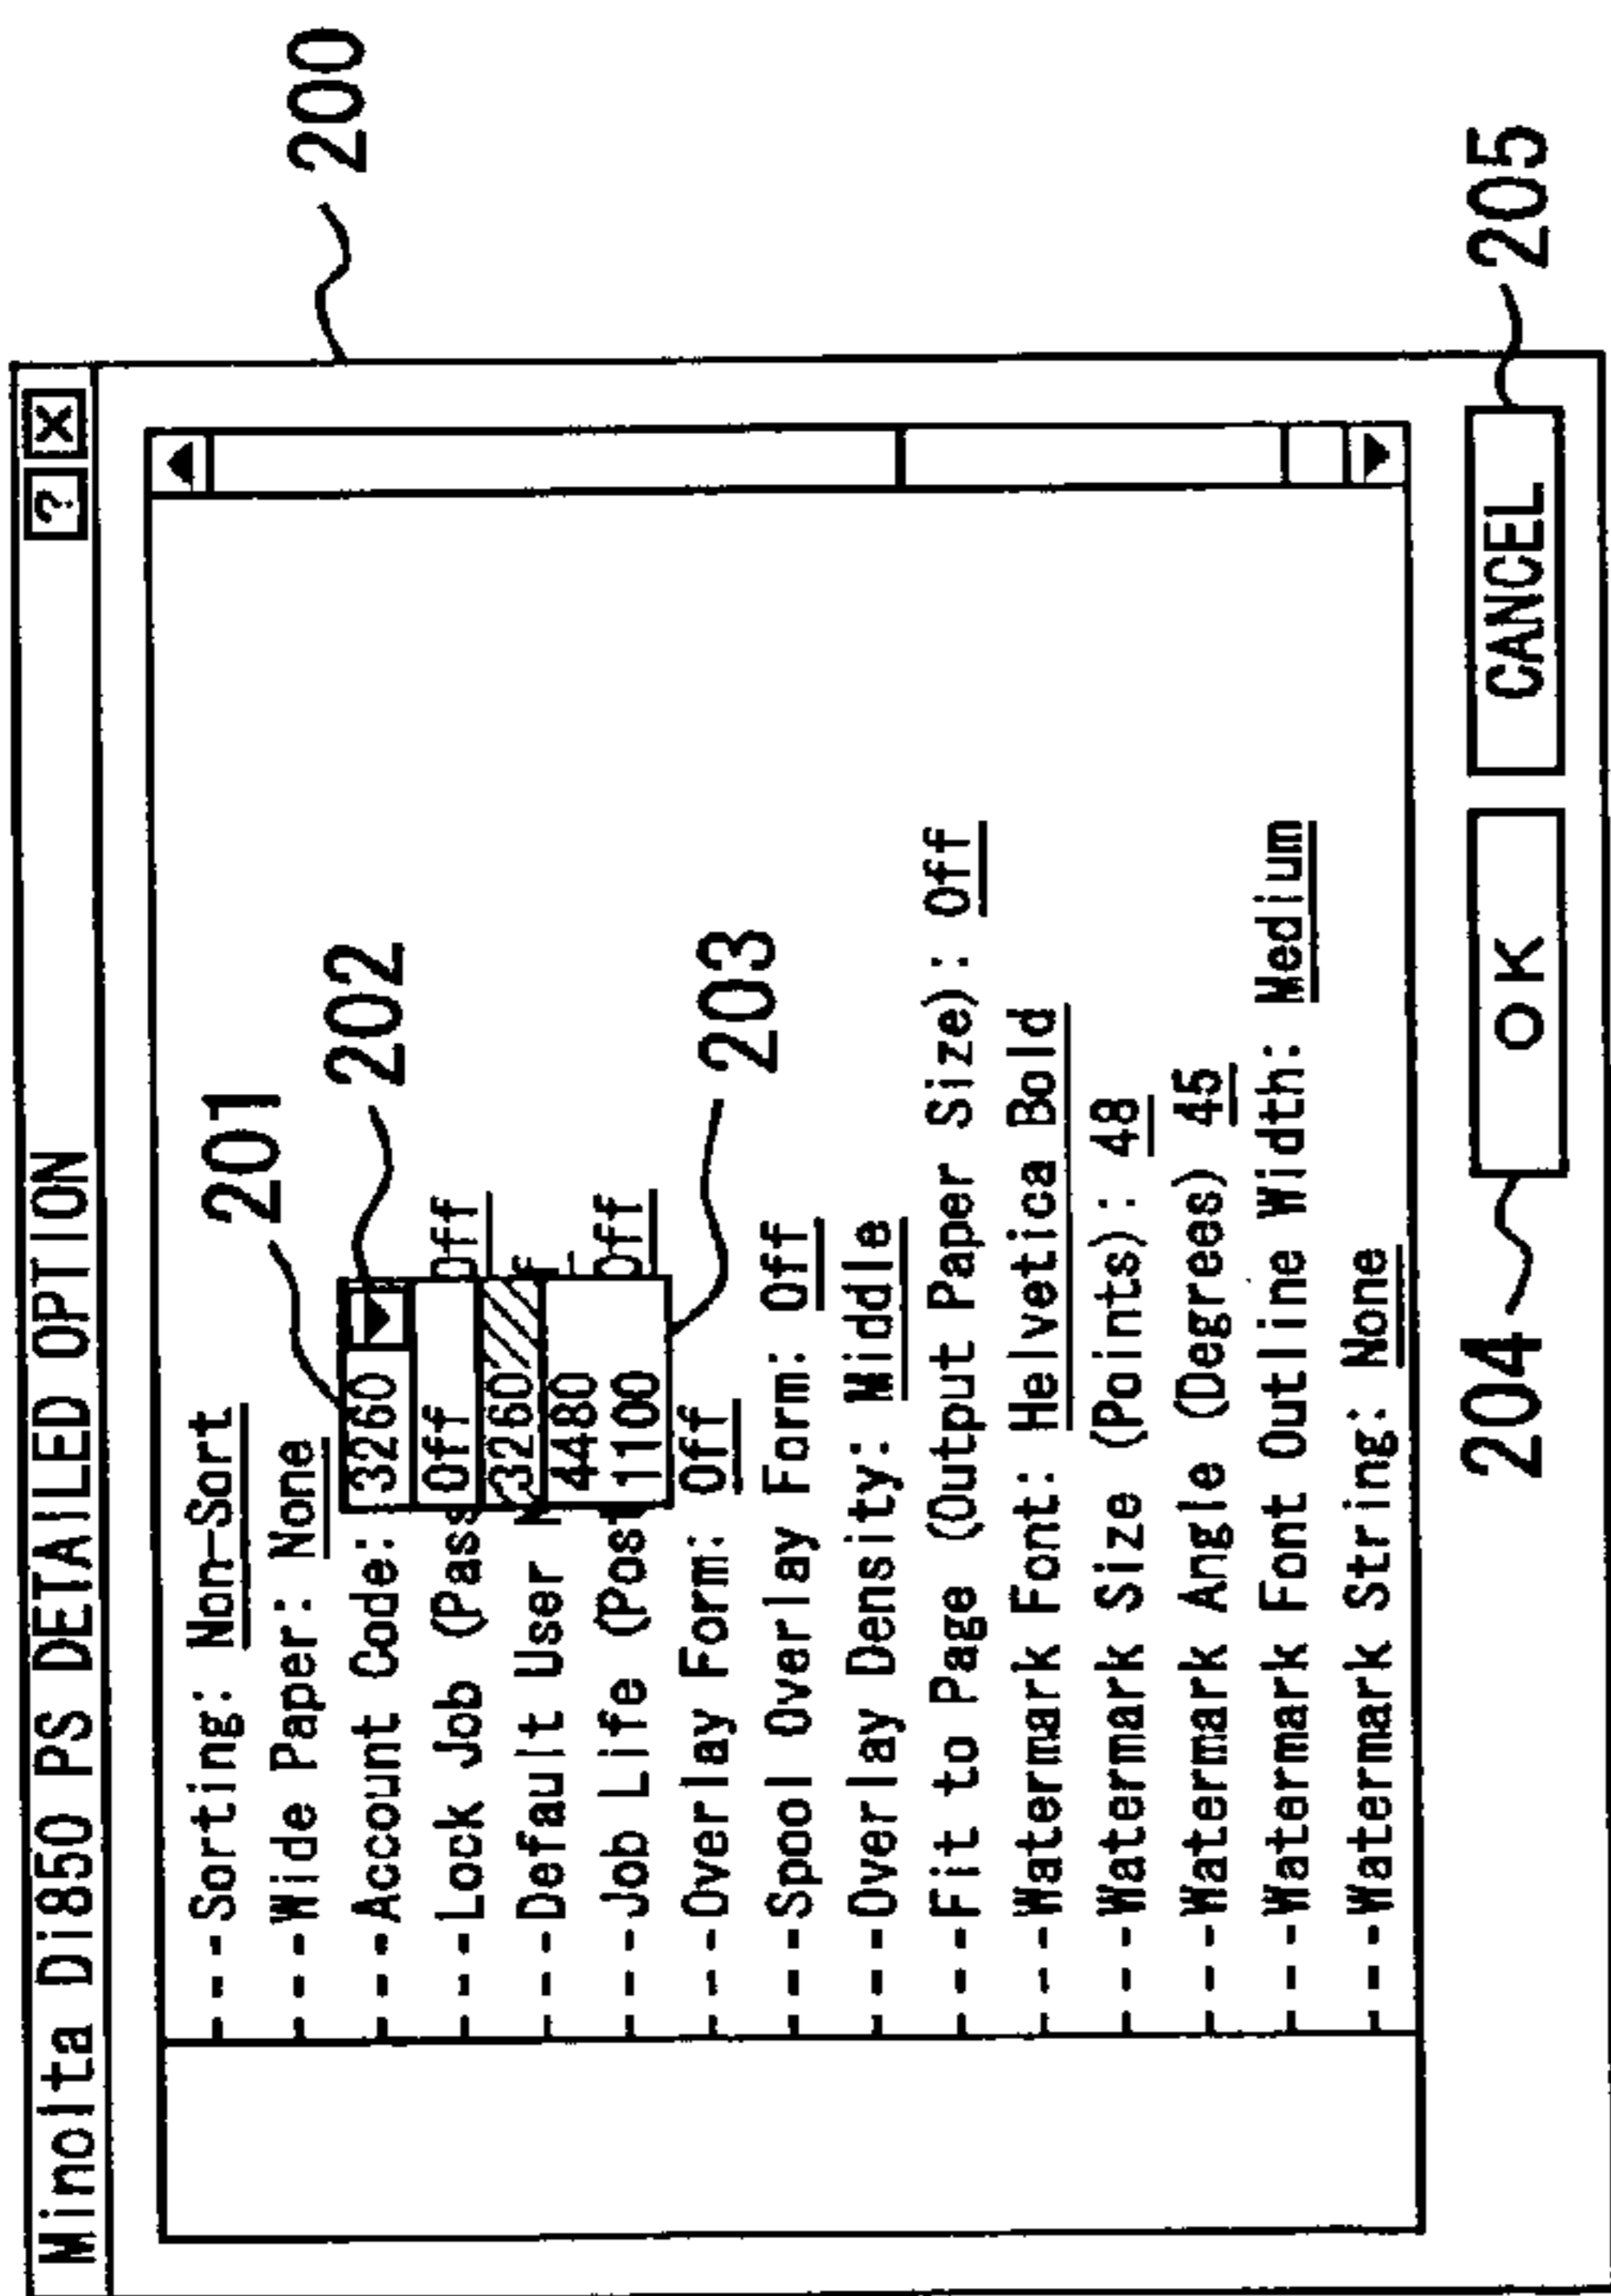 Minolta Di850 PS DETAILED OPTION ? X
200
201
Sorting: Non-Sort
202
Wide Paper: None
Account Code: 3260
Lock Job (Pass Off Off
Default User N 3260
4480
Job Life (Post 1100 Off
203
Overlay Form: Off
Spool Overlay Form: Off
Overlay Density: Middle
Fit to Page (Output Paper Size): Off
Watermark Font: Helvetica Bold
Watermark Size (Points): 48
Watermark Angle (Degrees) 45
Watermark Font Outline Width: Medium
Watermark String: None
204
OK CANCEL
205